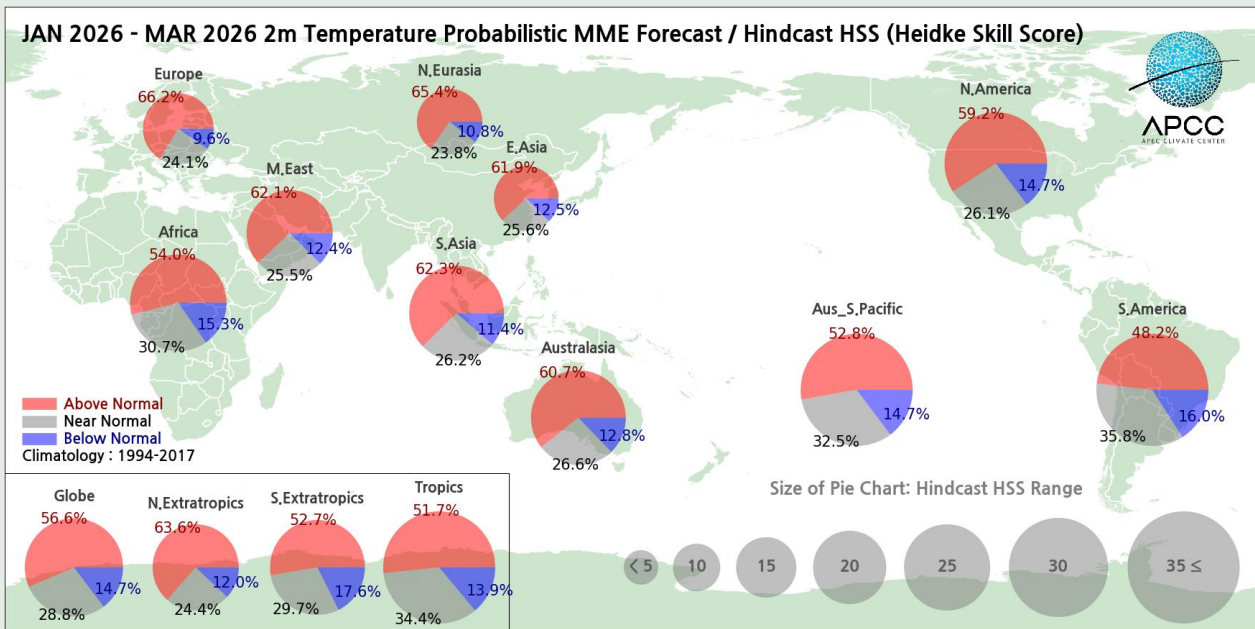 JAN 2026 - MAR 2026 2m Temperature Probabilistic MME Forecast / Hindcast HSS (Heidke Skill Score)
APCC
APEC CLIMATE CENTER
Europe
66.2%
9.6%
24.1%
N.Eurasia
65.4%
10.8%
23.8%
N.America
59.2%
14.7%
26.1%
E.Asia
61.9%
12.5%
25.6%
M.East
62.1%
12.4%
25.5%
Africa
54.0%
15.3%
30.7%
S.Asia
62.3%
11.4%
26.2%
Australasia
60.7%
12.8%
26.6%
Aus_S.Pacific
52.8%
14.7%
32.5%
S.America
48.2%
16.0%
35.8%
Above Normal
Near Normal
Below Normal
Climatology : 1994-2017
Globe
56.6%
14.7%
28.8%
N.Extratropics
63.6%
12.0%
24.4%
S.Extratropics
52.7%
17.6%
29.7%
Tropics
51.7%
13.9%
34.4%
Size of Pie Chart: Hindcast HSS Range
< 5
10
15
20
25
30
35 ≤